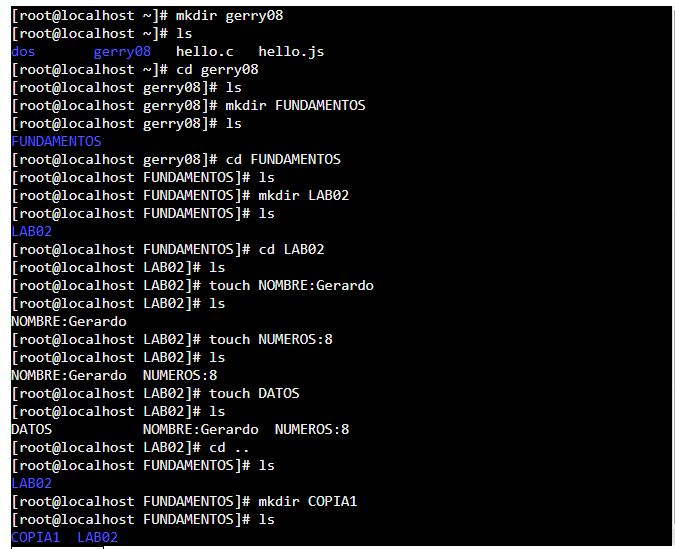 [root@localhost ~]# mkdir gerry08
[root@localhost ~]# ls
dos       gerry08   hello.c   hello.js
[root@localhost ~]# cd gerry08
[root@localhost gerry08]# ls
[root@localhost gerry08]# mkdir FUNDAMENTOS
[root@localhost gerry08]# ls
FUNDAMENTOS
[root@localhost gerry08]# cd FUNDAMENTOS
[root@localhost FUNDAMENTOS]# ls
[root@localhost FUNDAMENTOS]# mkdir LAB02
[root@localhost FUNDAMENTOS]# ls
LAB02
[root@localhost FUNDAMENTOS]# cd LAB02
[root@localhost LAB02]# ls
[root@localhost LAB02]# touch NOMBRE:Gerardo
[root@localhost LAB02]# ls
NOMBRE:Gerardo
[root@localhost LAB02]# touch NUMEROS:8
[root@localhost LAB02]# ls
NOMBRE:Gerardo  NUMEROS:8
[root@localhost LAB02]# touch DATOS
[root@localhost LAB02]# ls
DATOS           NOMBRE:Gerardo  NUMEROS:8
[root@localhost LAB02]# cd ..
[root@localhost FUNDAMENTOS]# ls
LAB02
[root@localhost FUNDAMENTOS]# mkdir COPIA1
[root@localhost FUNDAMENTOS]# ls
COPIA1  LAB02